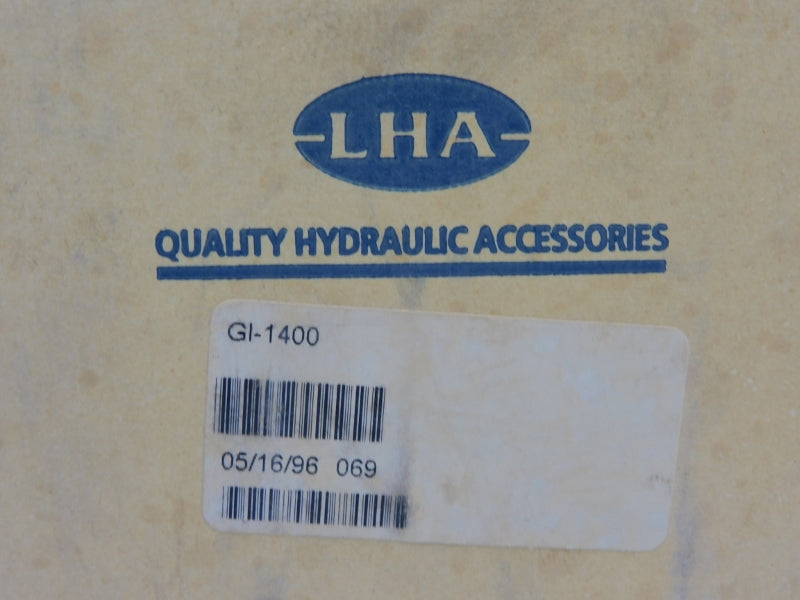 LHA
QUALITY HYDRAULIC ACCESSORIES
GI-1400
05/16/96 069